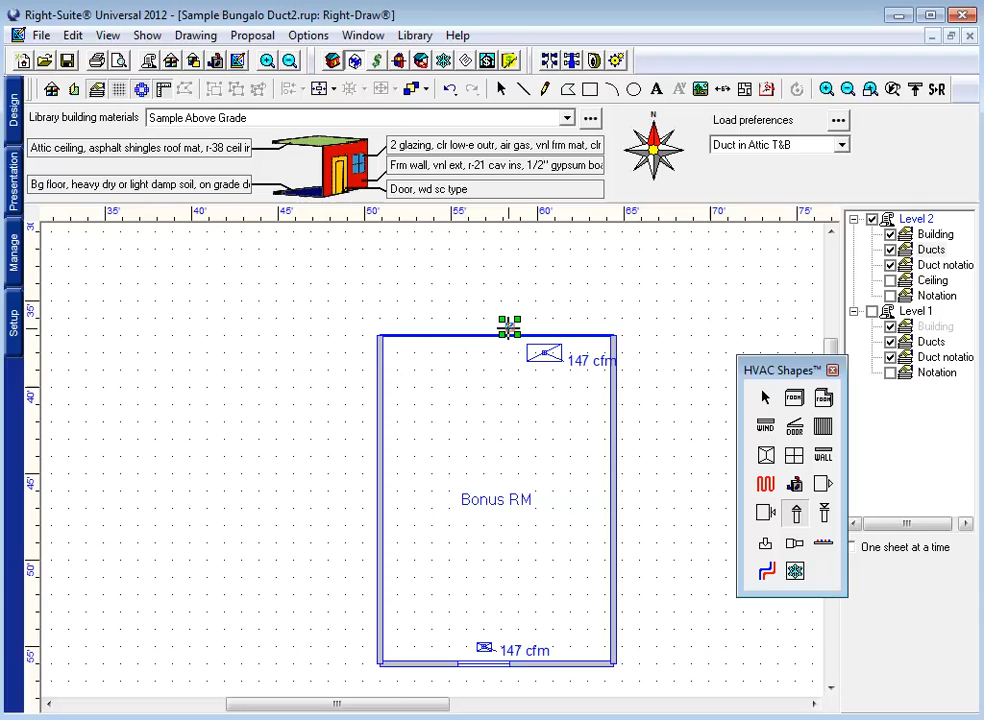 Right-Suite® Universal 2012 - [Sample Bungalo Duct2.rup: Right-Draw®]
File Edit View Show Drawing Proposal Options Window Library Help
A A S•R
Library building materials Sample Above Grade
Load preferences
N
Duct in Attic T&B
Attic ceiling, asphalt shingles roof mat, r-38 ceil ir
2 glazing, clr low-e outr, air gas, vnl frm mat, clr
Frm wall, vnl ext, r-21 cav ins, 1/2" gypsum boa
Bg floor, heavy dry or light damp soil, on grade d
Door, wd sc type
Design
Presentation
Manage
Setup
35' 40' 45' 50' 55' 60' 65' 70' 75'
35'
40'
45'
50'
55'
147 cfm
Bonus RM
147 cfm
Level 2
Building
Ducts
Duct notatio
Ceiling
Notation
Level 1
Building
Ducts
Duct notatio
Notation
One sheet at a time
HVAC Shapes™
ROOM ROOM
WIND DOOR
WALL